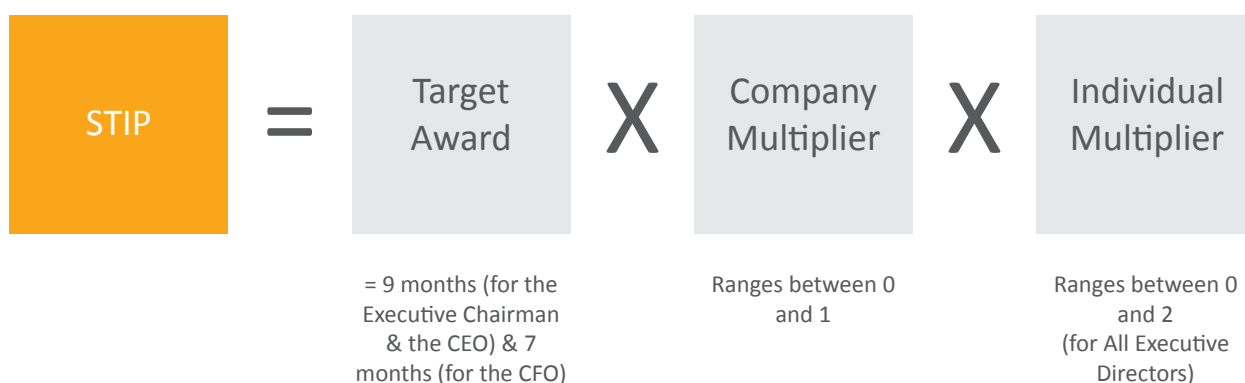 STIP
=
Target
Award
X
Company
Multiplier
X
Individual
Multiplier
= 9 months (for the
Executive Chairman
& the CEO) & 7
months (for the CFO)
Ranges between 0
and 1
Ranges between 0
and 2
(for All Executive
Directors)